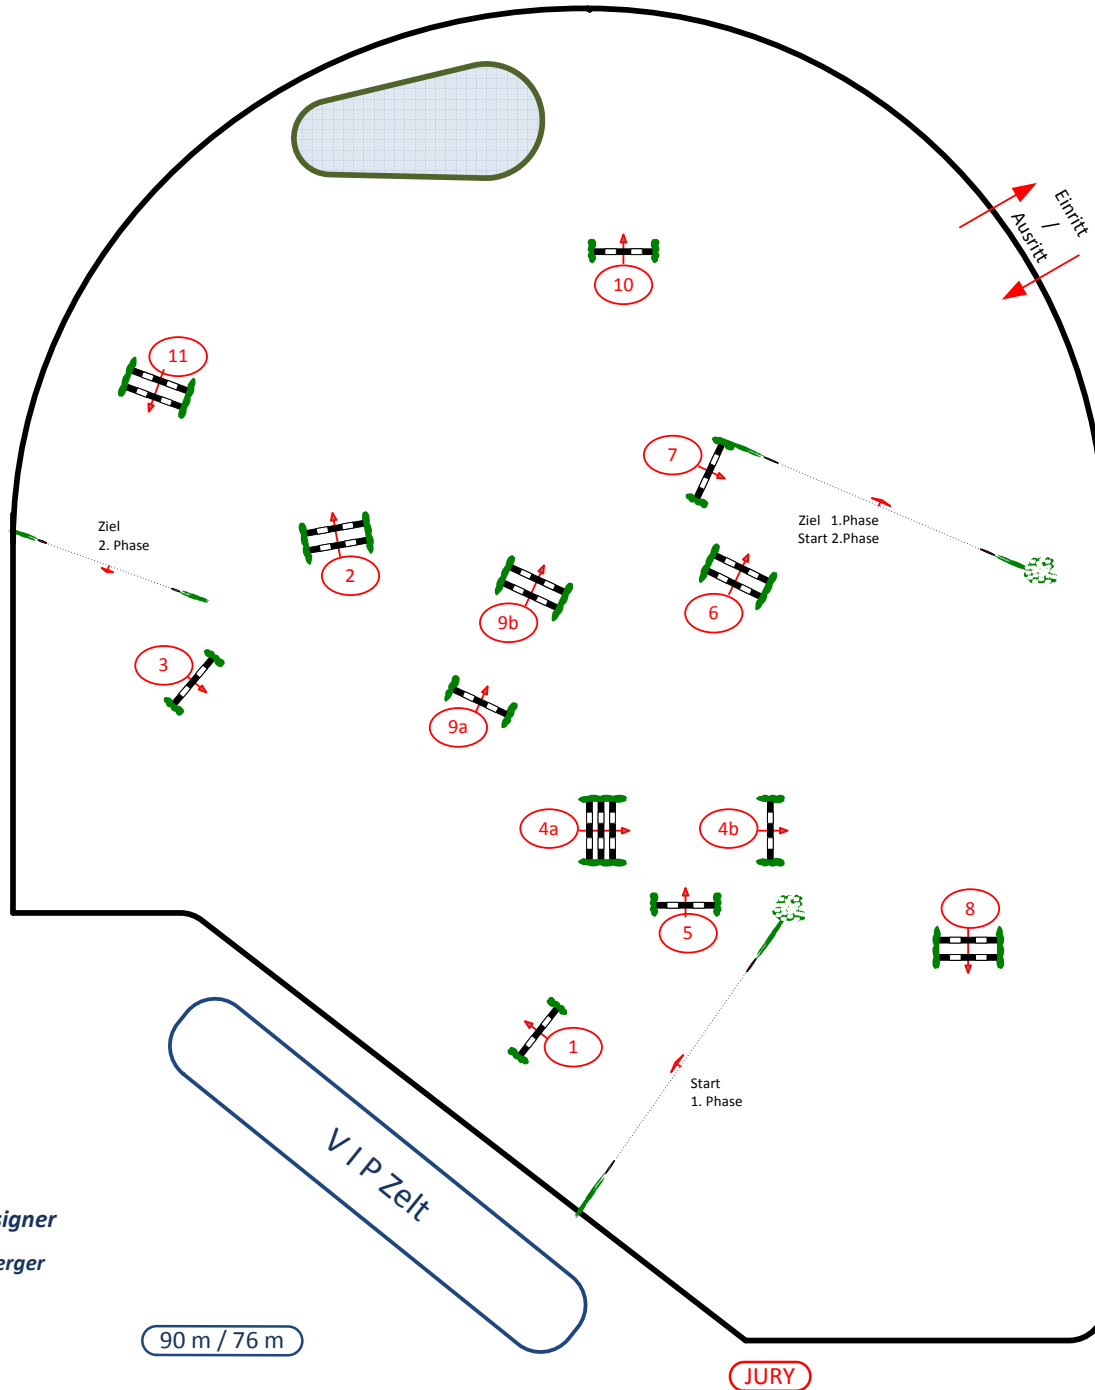 Einritt
/
Ausritt
10
11
7
Ziel 1.Phase
Start 2.Phase
Ziel
2. Phase
2
9b
6
3
9a
4a
4b
5
8
1
Start
1. Phase
V I P Zelt
signer
erger
90 m / 76 m
JURY